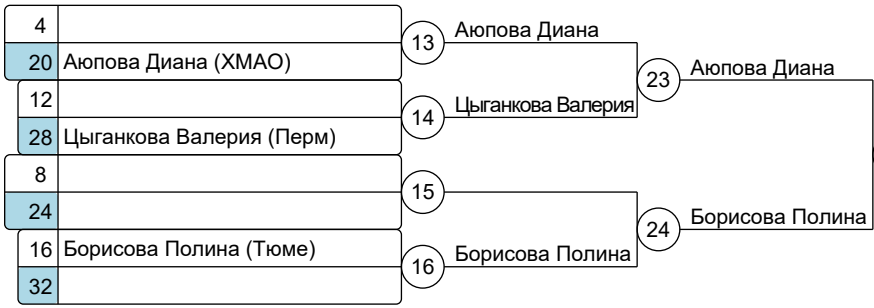 4
13
Аюпова Диана
20 Аюпова Диана (ХМАО)
23
Аюпова Диана
12
14
Цыганкова Валерия
28 Цыганкова Валерия (Перм)
8
15
24
24
Борисова Полина
16 Борисова Полина (Тюме)
16
Борисова Полина
32